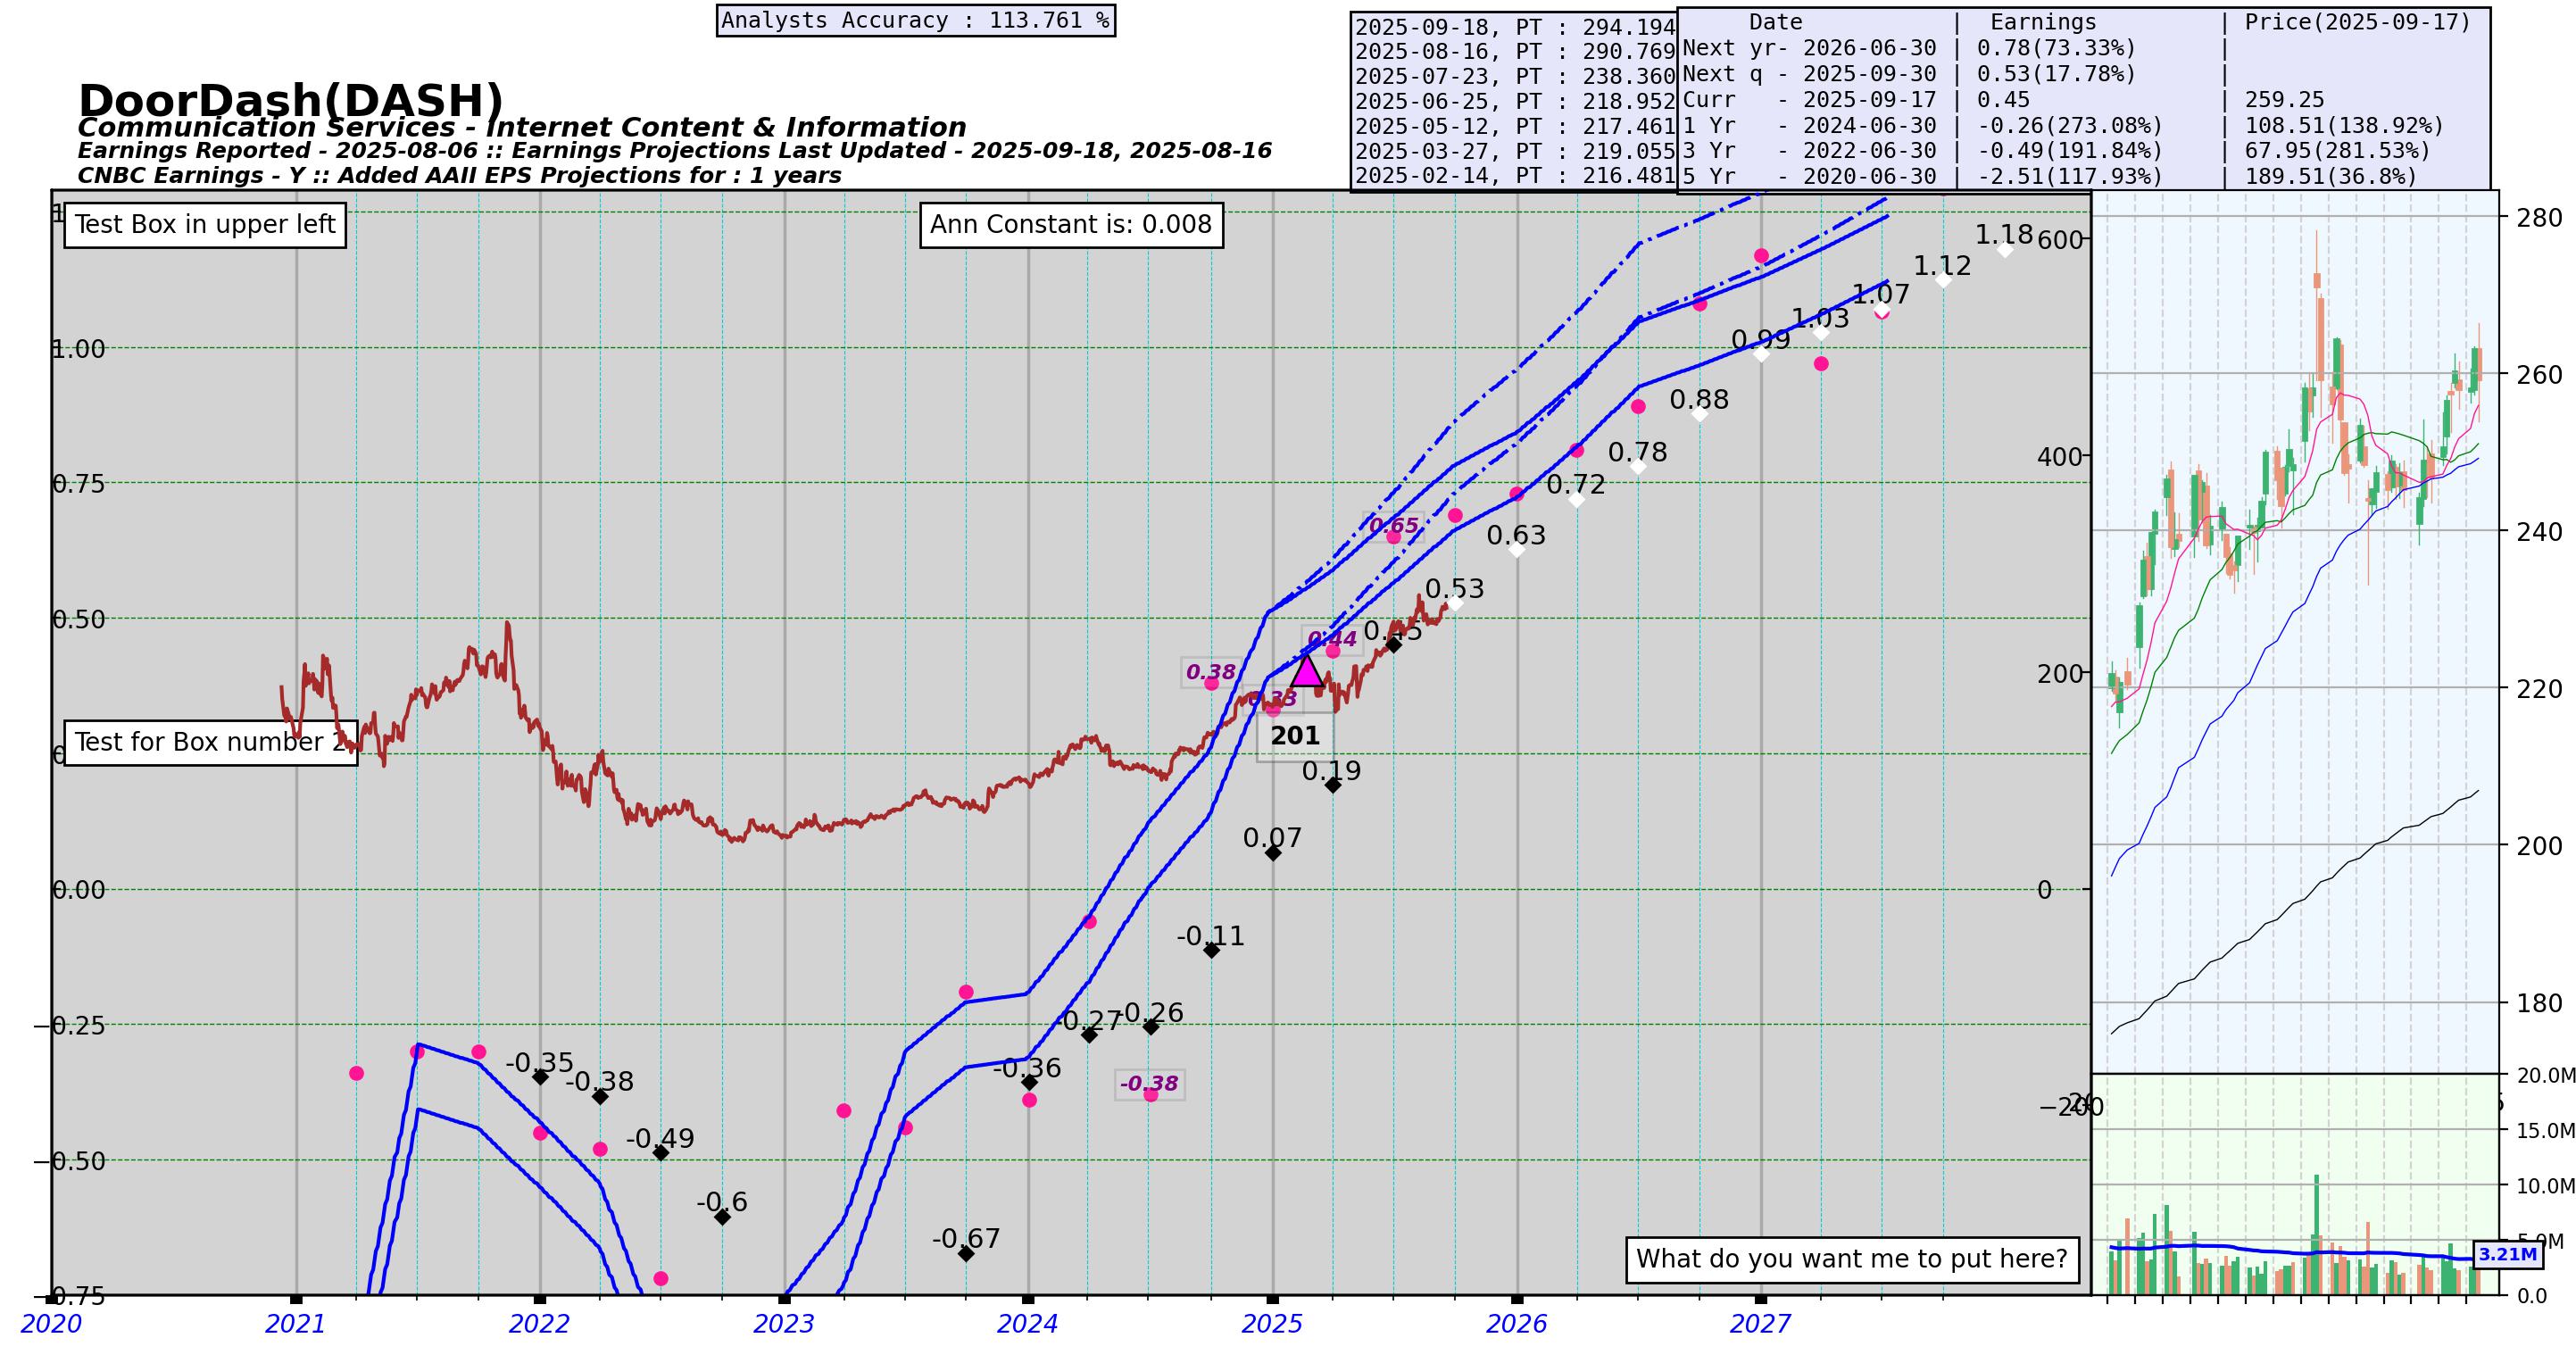 Analysts Accuracy : 113.761 %
2025-09-18, PT : 294.194
2025-08-16, PT : 290.769
2025-07-23, PT : 238.360
2025-06-25, PT : 218.952
2025-05-12, PT : 217.461
2025-03-27, PT : 219.055
2025-02-14, PT : 216.481
Date | Earnings | Price(2025-09-17)
Next yr- 2026-06-30 | 0.78(73.33%) |
Next q - 2025-09-30 | 0.53(17.78%) |
Curr - 2025-09-17 | 0.45 | 259.25
1 Yr - 2024-06-30 | -0.26(273.08%) | 108.51(138.92%)
3 Yr - 2022-06-30 | -0.49(191.84%) | 67.95(281.53%)
5 Yr - 2020-06-30 | -2.51(117.93%) | 189.51(36.8%)
DoorDash(DASH)
Communication Services - Internet Content & Information
Earnings Reported - 2025-08-06 :: Earnings Projections Last Updated - 2025-09-18, 2025-08-16
CNBC Earnings - Y :: Added AAII EPS Projections for : 1 years
Test Box in upper left
Ann Constant is: 0.008
1.00
0.75
0.50
0.00
−0.25
−0.50
−0.75
Test for Box number 2
-0.35
-0.38
-0.49
-0.6
-0.67
-0.36
-0.27
-0.26
-0.38
-0.11
0.07
0.19
0.38
0.33
0.44
0.65
201
0.45
0.53
0.63
0.72
0.78
0.88
0.99
1.03
1.07
1.12
1.18
What do you want me to put here?
600
400
200
0
−200
280
260
240
220
200
180
20.0M
15.0M
10.0M
5.0M
3.21M
0.0
2020
2021
2022
2023
2024
2025
2026
2027